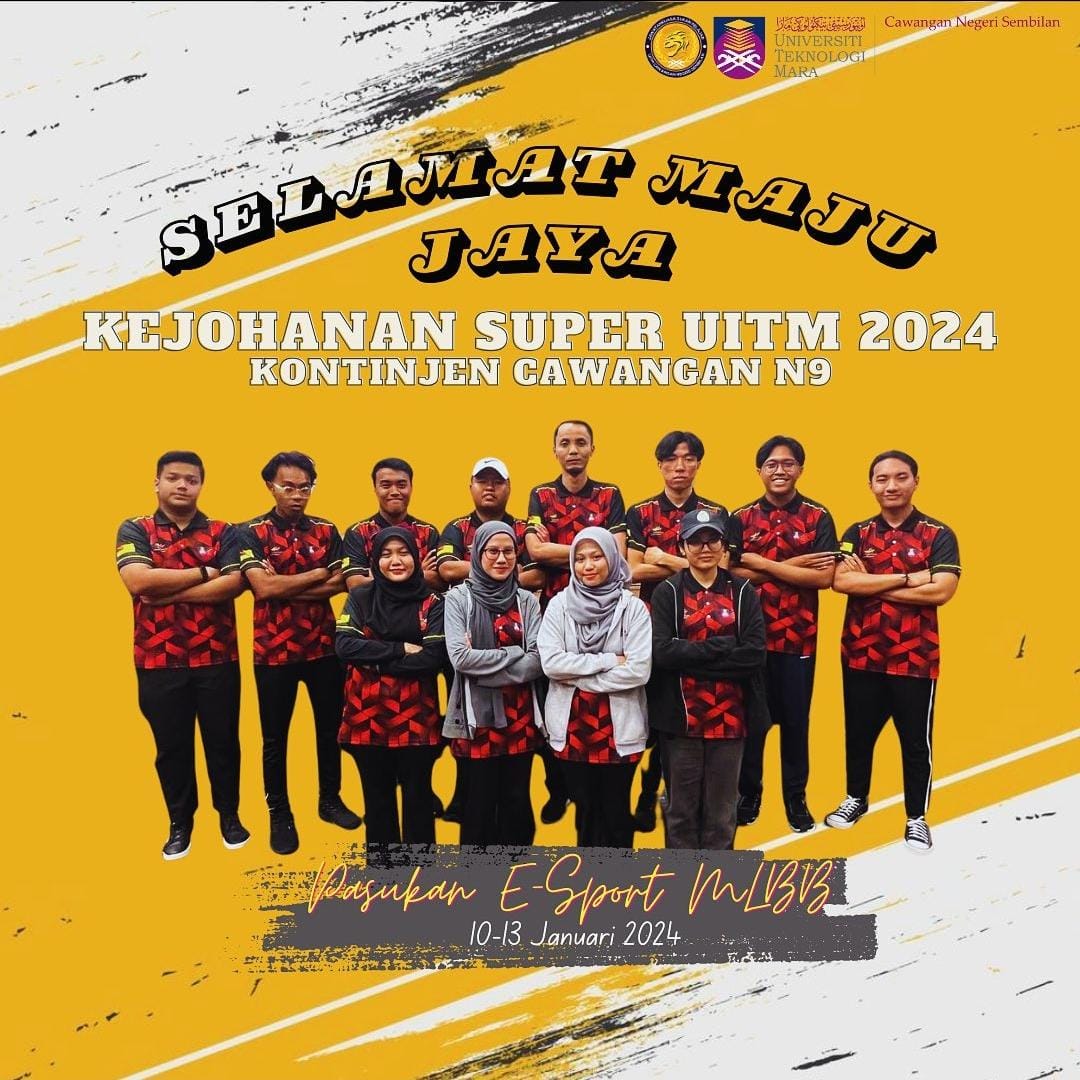 UNIVERSITI
TEKNOLOGI
MARA
Cawangan Negeri Sembilan
SELAMAT MAJU
JAYA
KEJOHANAN SUPER UITM 2024
KONTINJEN CAWANGAN N9
Pasukan E-Sport MLBB
10-13 Januari 2024